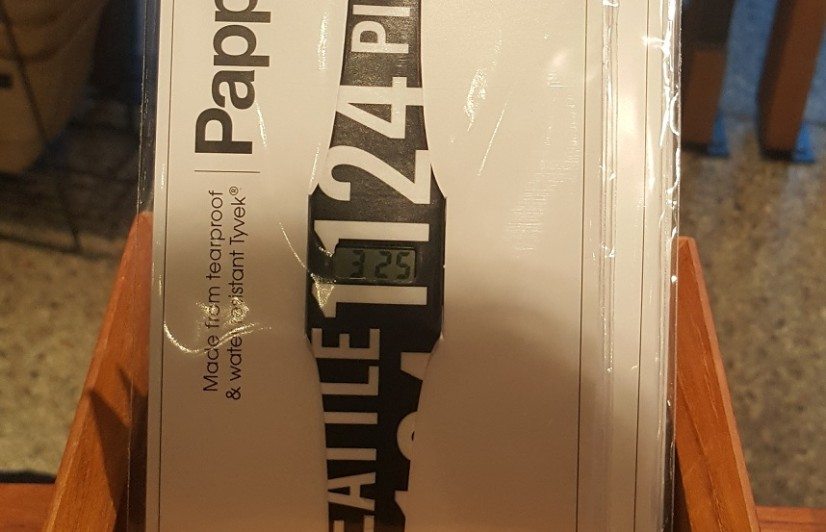 Papp
Made from tearproof
& water resistant Tyvek®
1124 PI
EATTLE
3 25